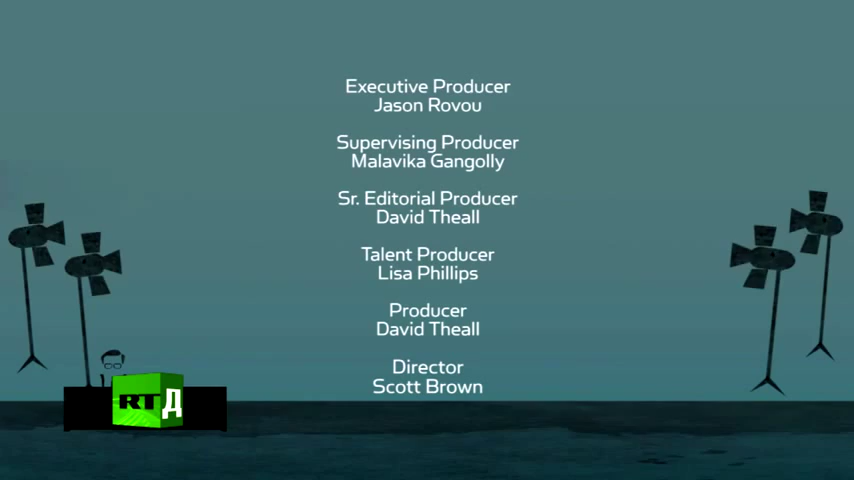 Executive Producer
Jason Rovou
Supervising Producer
Malavika Gangolly
Sr. Editorial Producer
David Theall
Talent Producer
Lisa Phillips
Producer
David Theall
Director
Scott Brown
RTД